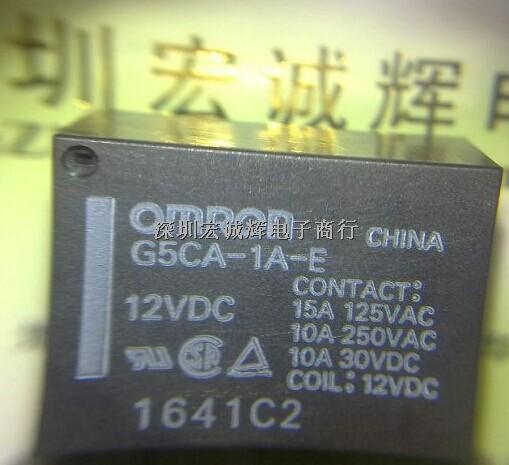 圳宏诚辉电
omron
深圳宏诚辉电子商行
CHINA
G5CA-1A-E
CONTACT:
12VDC
15A 125VAC
10A 250VAC
10A 30VDC
COIL: 12VDC
1641C2